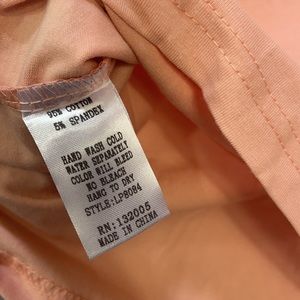 95% COTTON
5% SPANDEX
HAND WASH COLD
WATER SEPARATELY
COLOR WILL BLEED
NO BLEACH
HANG TO DRY
STYLE:LP8084
RN:132005
MADE IN CHINA